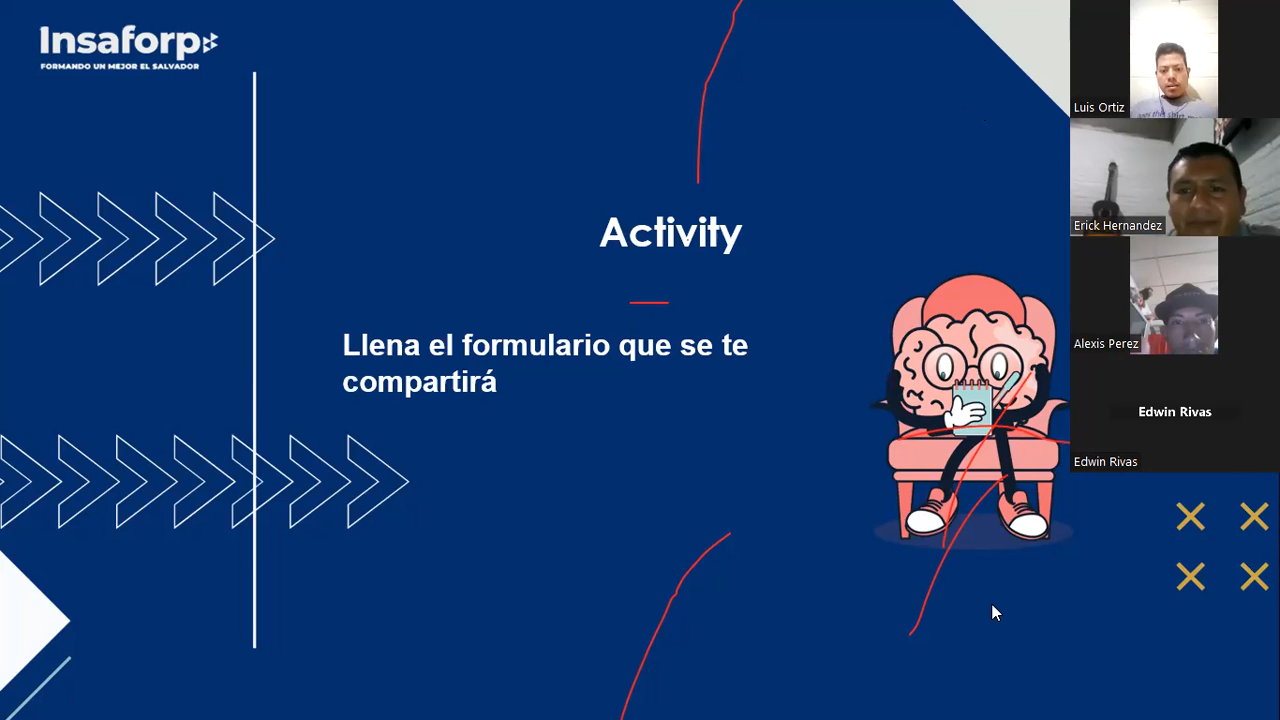 Insaforp
FORMANDO UN MEJOR EL SALVADOR
Activity
Llena el formulario que se te
compartirá
Luis Ortiz
Erick Hernandez
Alexis Perez
Edwin Rivas
Edwin Rivas